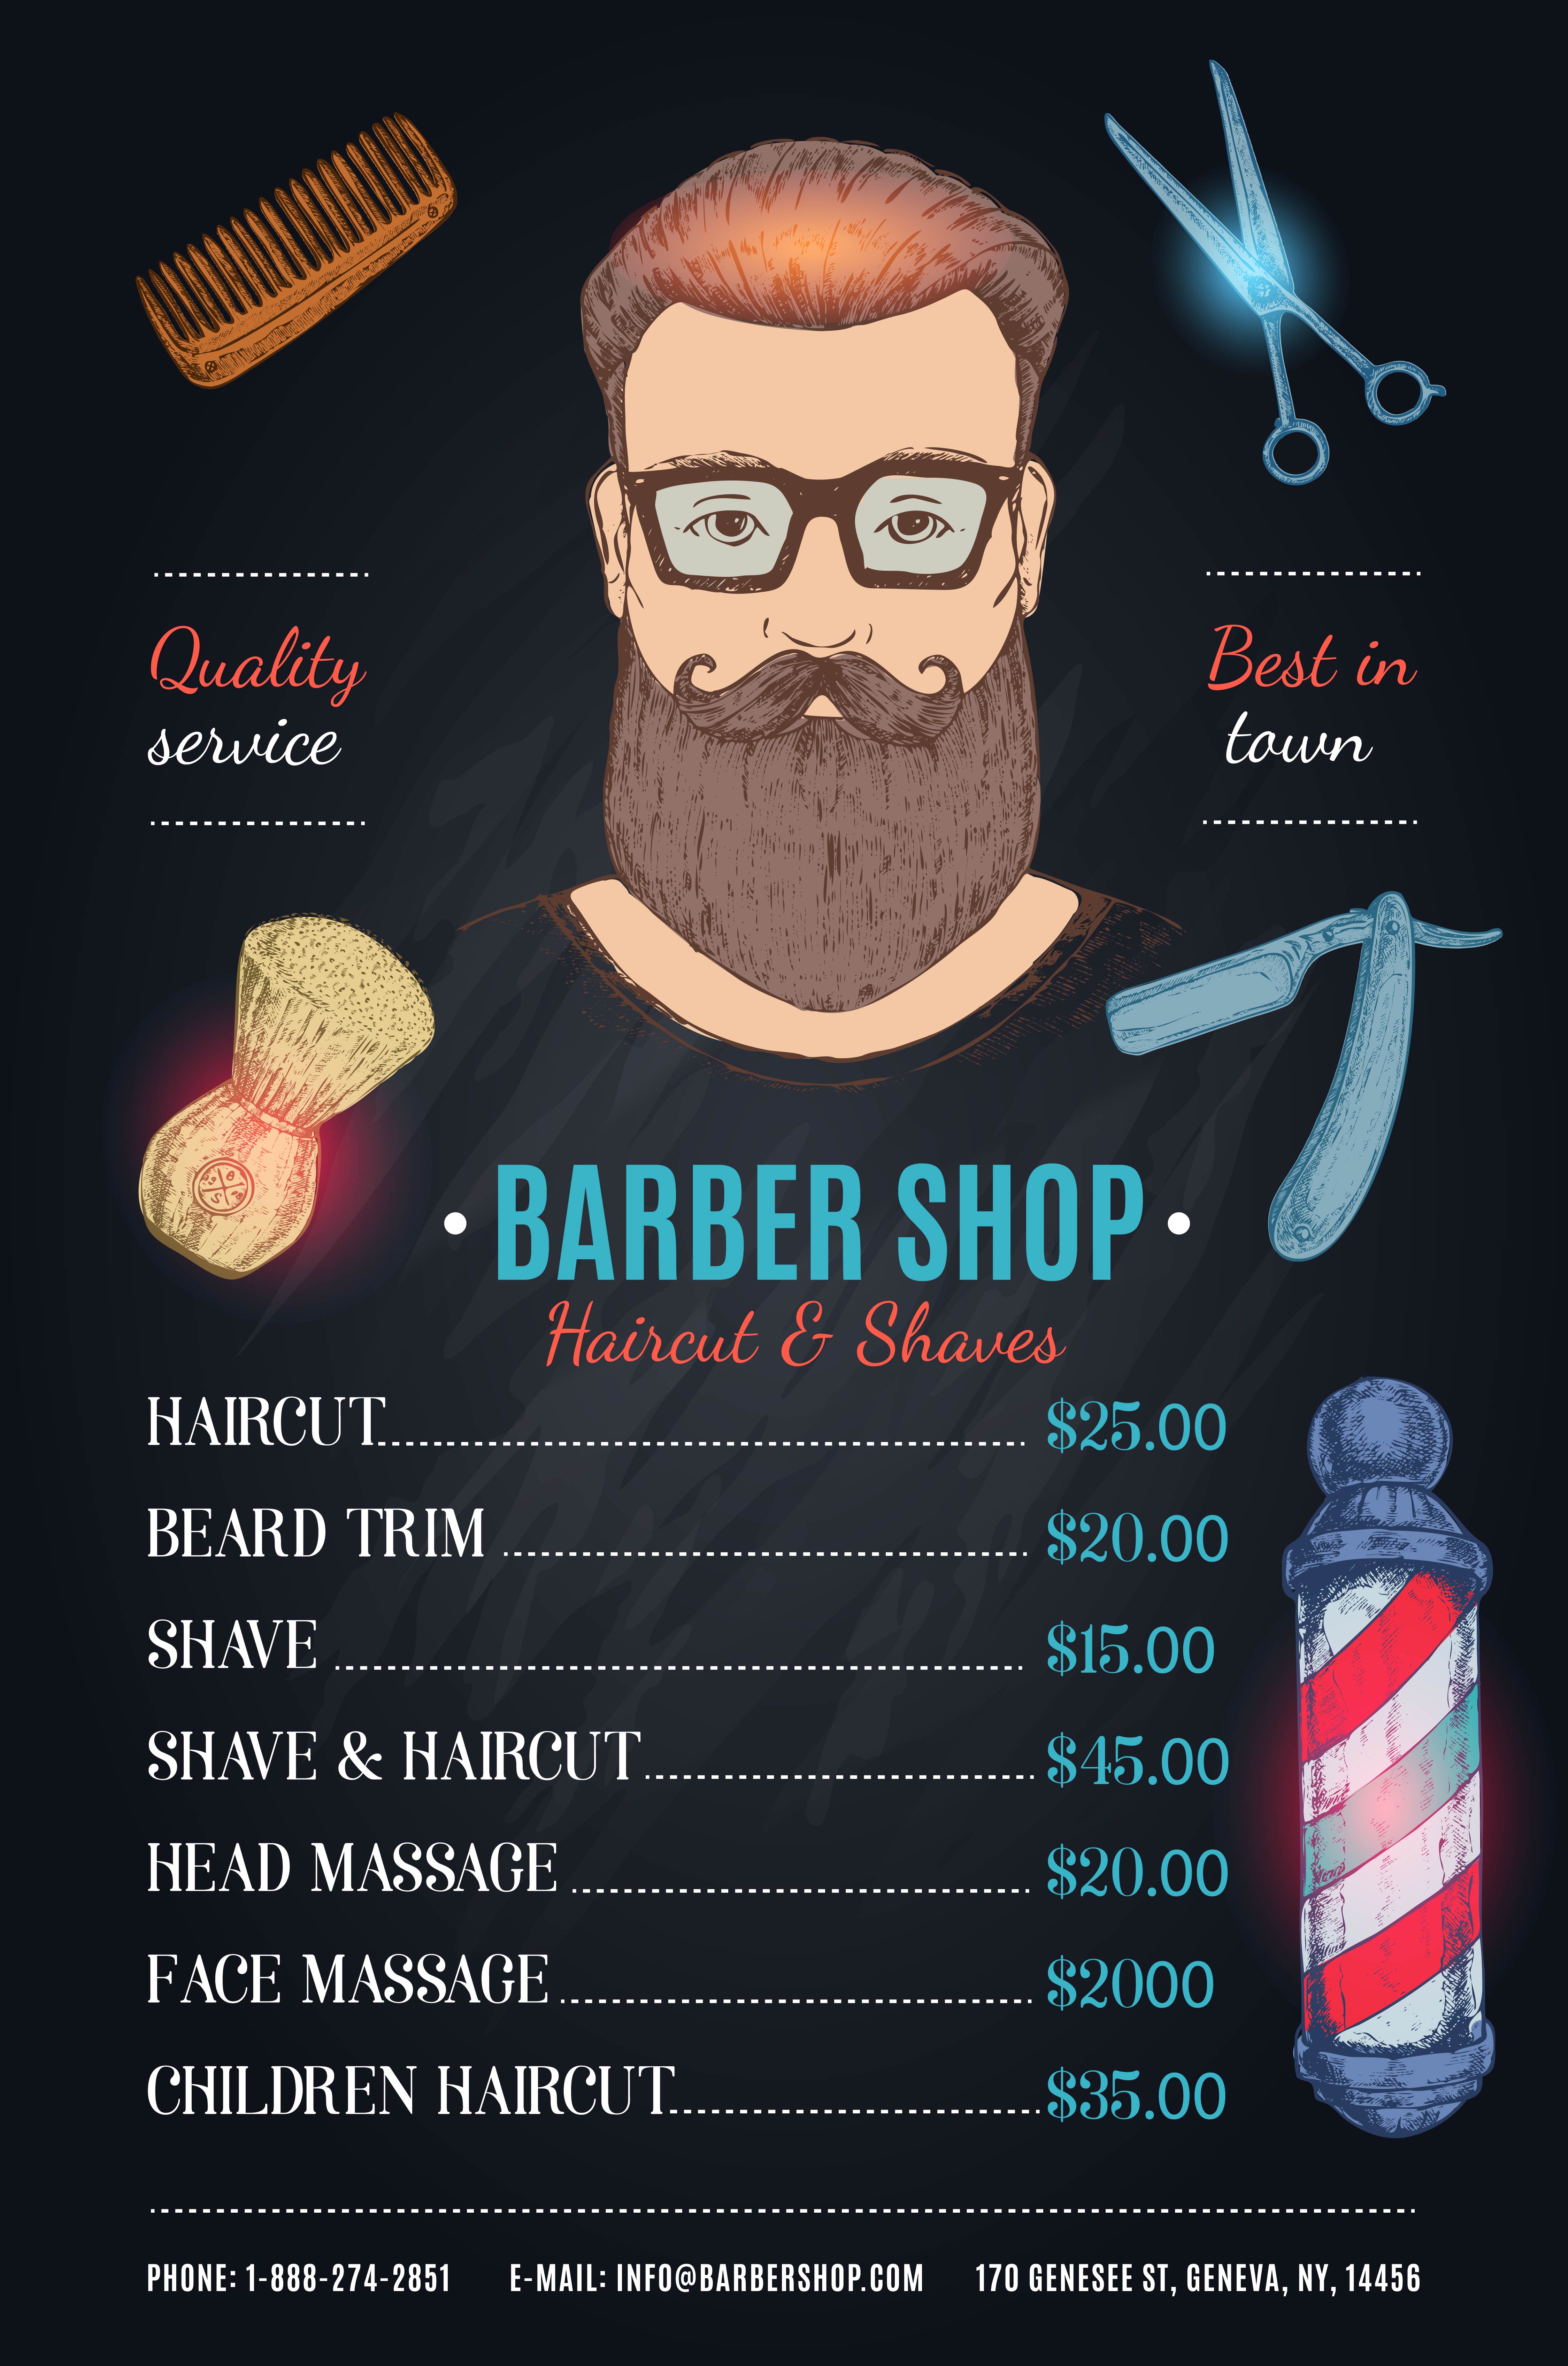 Quality
service
Best in
town
BARBER SHOP
Haircut & Shaves
HAIRCUT $25.00
BEARD TRIM $20.00
SHAVE $15.00
SHAVE & HAIRCUT $45.00
HEAD MASSAGE $20.00
FACE MASSAGE $2000
CHILDREN HAIRCUT $35.00
PHONE: 1-888-274-2851 E-MAIL: INFO@BARBERSHOP.COM 170 GENESEE ST, GENEVA, NY, 14456